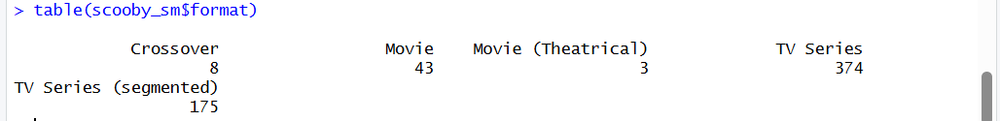 > table(scooby_sm$format)
Crossover Movie Movie (Theatrical) TV Series
8 43 3 374
TV Series (segmented)
175